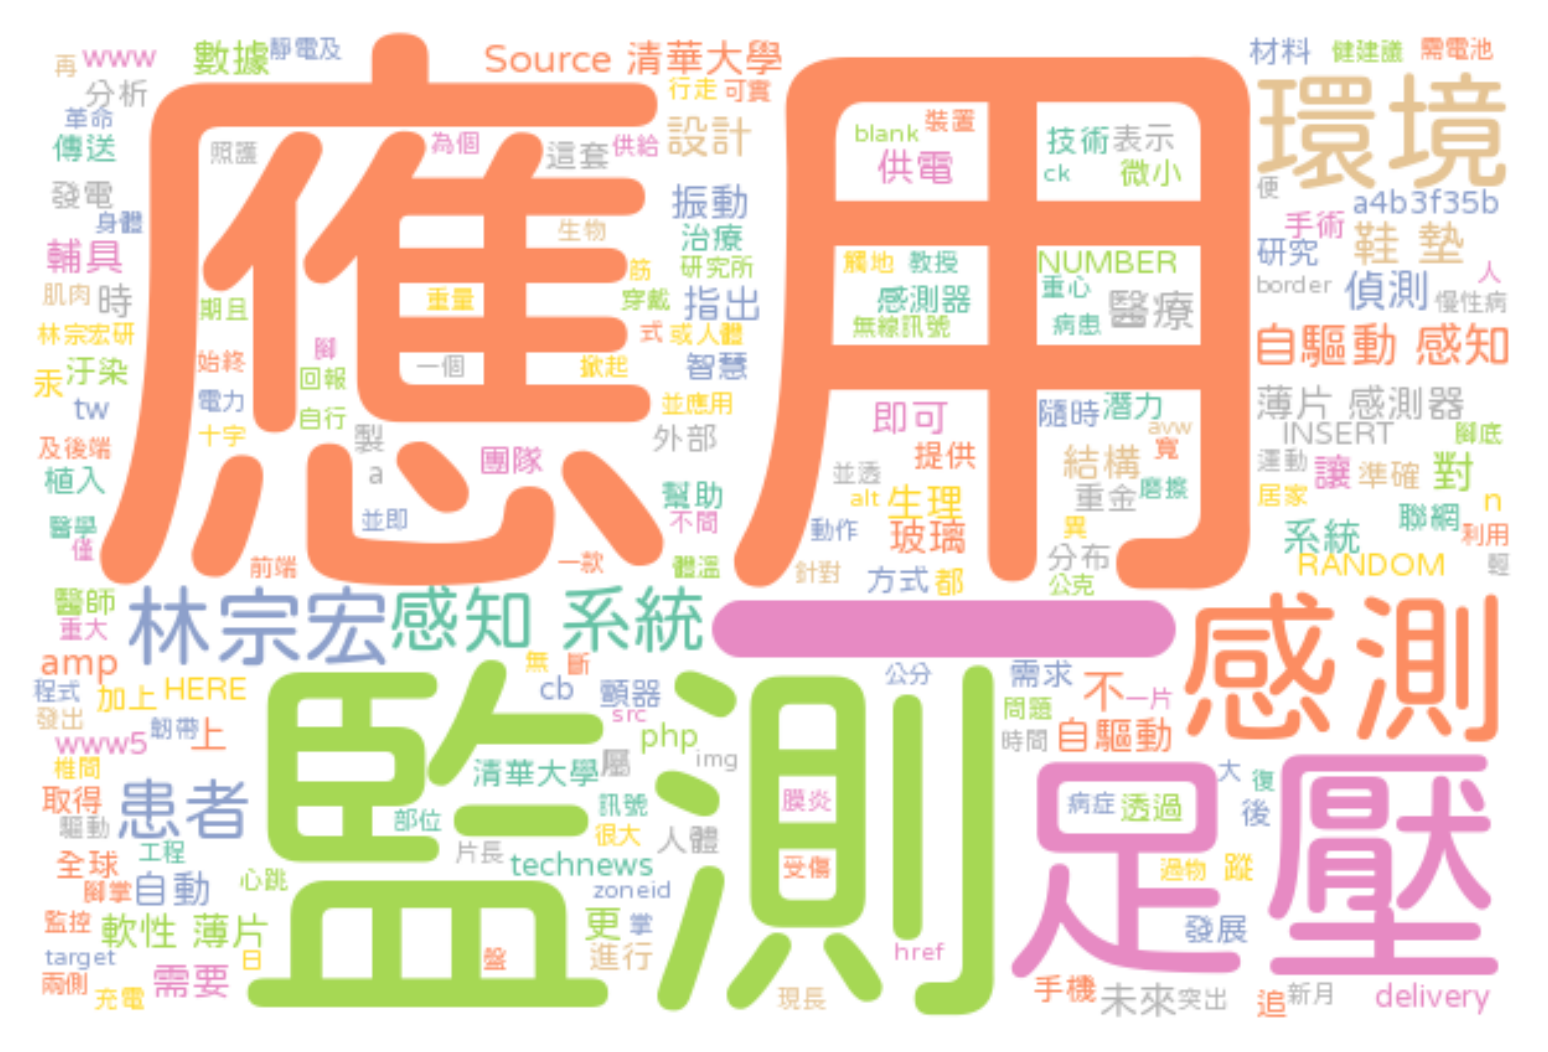 再 www 數據 靜電及 Source 清華大學 材料 健建議 需電池
分析 行走 可實 環境
革命 blank 裝置 技術 表示
傳送 照護 為個 這套 供給 設計 供電 ck 微小
發電 便
身體 振動 a4b3f35b
應用
輔具 生物 治療 手術 鞋墊
筋 研究所 觸地 教授 NUMBER 研究 人
肌肉 時 期且 重量 穿戴 指出 感測器 重心 醫療 border 偵測 慢性病
林宗宏研 式 或人體 無線訊號 病患
始終 腳 一個 掀起 智慧 自驅動 感知
汞 汙染 回報
tw 電力 自行 並應用 即可 隨時 潛力 薄片 感測器
十字 製 外部 avw INSERT 腳底
及後端 團隊 提供 結構 寬 運動 讓 準確 對
植入 a 幫助 並透 重金 磨擦 居家 n
alt 生理
醫學 並即 不間 動作 玻璃 異 系統 聯網 利用
僅 前端 一款 體溫 針對 分布 RANDOM 輕
醫師 方式 都 公克
重大 林宗宏 感知 系統 一 感測
amp 無 斷 公分 需求 不 一片
程式 加上 HERE cb 顫器
發出 韌帶 上 src 問題
www5 php 時間 自驅動
椎間 清華大學 屬 img 大 復
監測 足壓
取得 患者 訊號 膜炎 病症 透過 後
驅動 部位 很大 人體
全球 工程 片長 technews 受傷 過物 蹤
腳掌 自動 心跳 zoneid
監控 軟性 薄片 更 掌 發展
target 日 盤 進行 href
兩側 充電 需要 現長 手機 未來 突出 追 新月 delivery